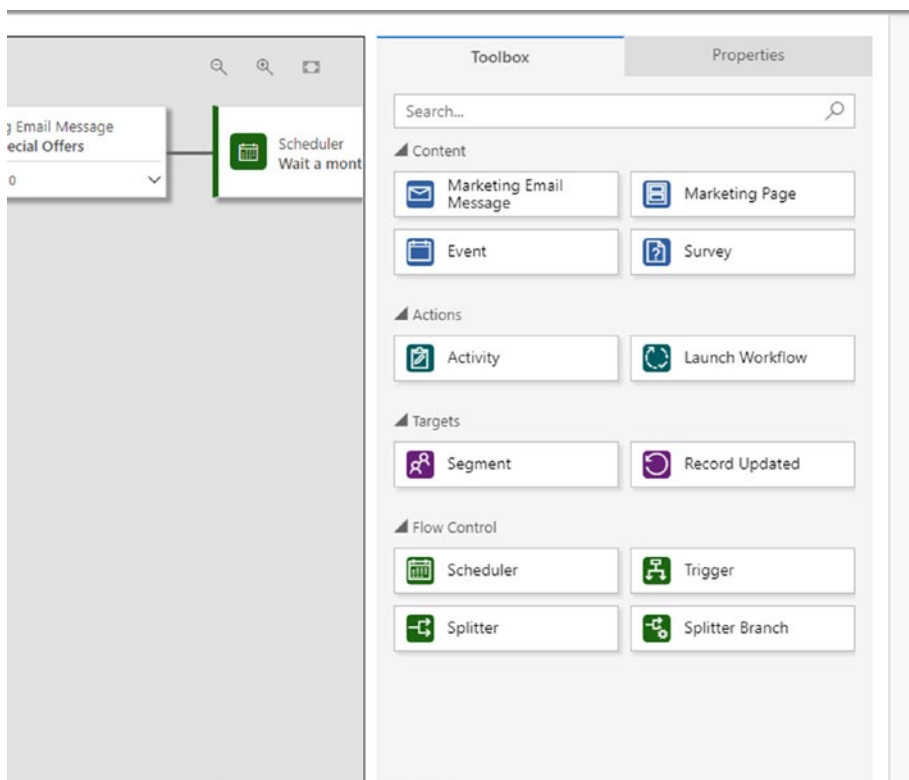 Email Message
ecial Offers
0
Scheduler
Wait a mont
Toolbox
Properties
Search...
Content
Marketing Email
Message
Marketing Page
Event
Survey
Actions
Activity
Launch Workflow
Targets
Segment
Record Updated
Flow Control
Scheduler
Trigger
Splitter
Splitter Branch